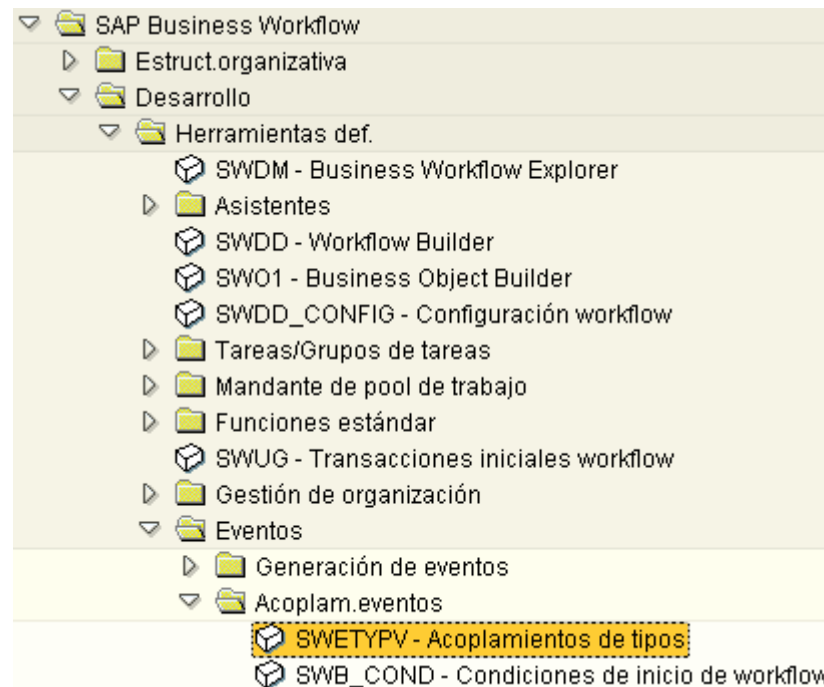 SAP Business Workflow
Estruct.organizativa
Desarrollo
Herramientas def.
SWDM - Business Workflow Explorer
Asistentes
SWDD - Workflow Builder
SWO1 - Business Object Builder
SWDD_CONFIG - Configuración workflow
Tareas/Grupos de tareas
Mandante de pool de trabajo
Funciones estándar
SWUG - Transacciones iniciales workflow
Gestión de organización
Eventos
Generación de eventos
Acoplam.eventos
SWETYPV - Acoplamientos de tipos
SWB_COND - Condiciones de inicio de workflow